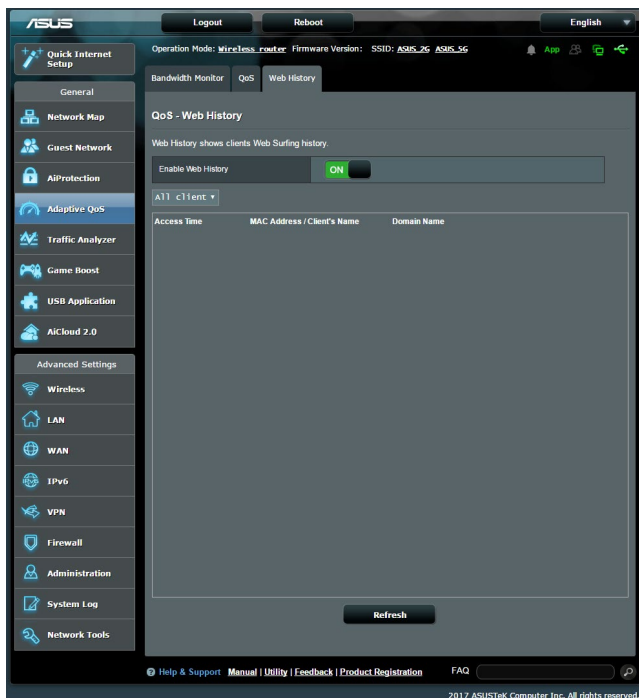 ASUS
Logout
Reboot
English
Quick Internet
Setup
General
Network Map
Guest Network
AiProtection
Adaptive QoS
Traffic Analyzer
Game Boost
USB Application
AiCloud 2.0
Advanced Settings
Wireless
LAN
WAN
IPv6
VPN
Firewall
Administration
System Log
Network Tools
Operation Mode: Wireless router Firmware Version: SSID: ASUS_2G ASUS_5G
App
Bandwidth Monitor
QoS
Web History
QoS - Web History
Web History shows clients Web Surfing history.
Enable Web History
ON
All client
Access Time
MAC Address / Client's Name
Domain Name
Refresh
Help & Support Manual | Utility | Feedback | Product Registration
FAQ
2017 ASUSTeK Computer Inc. All rights reserved